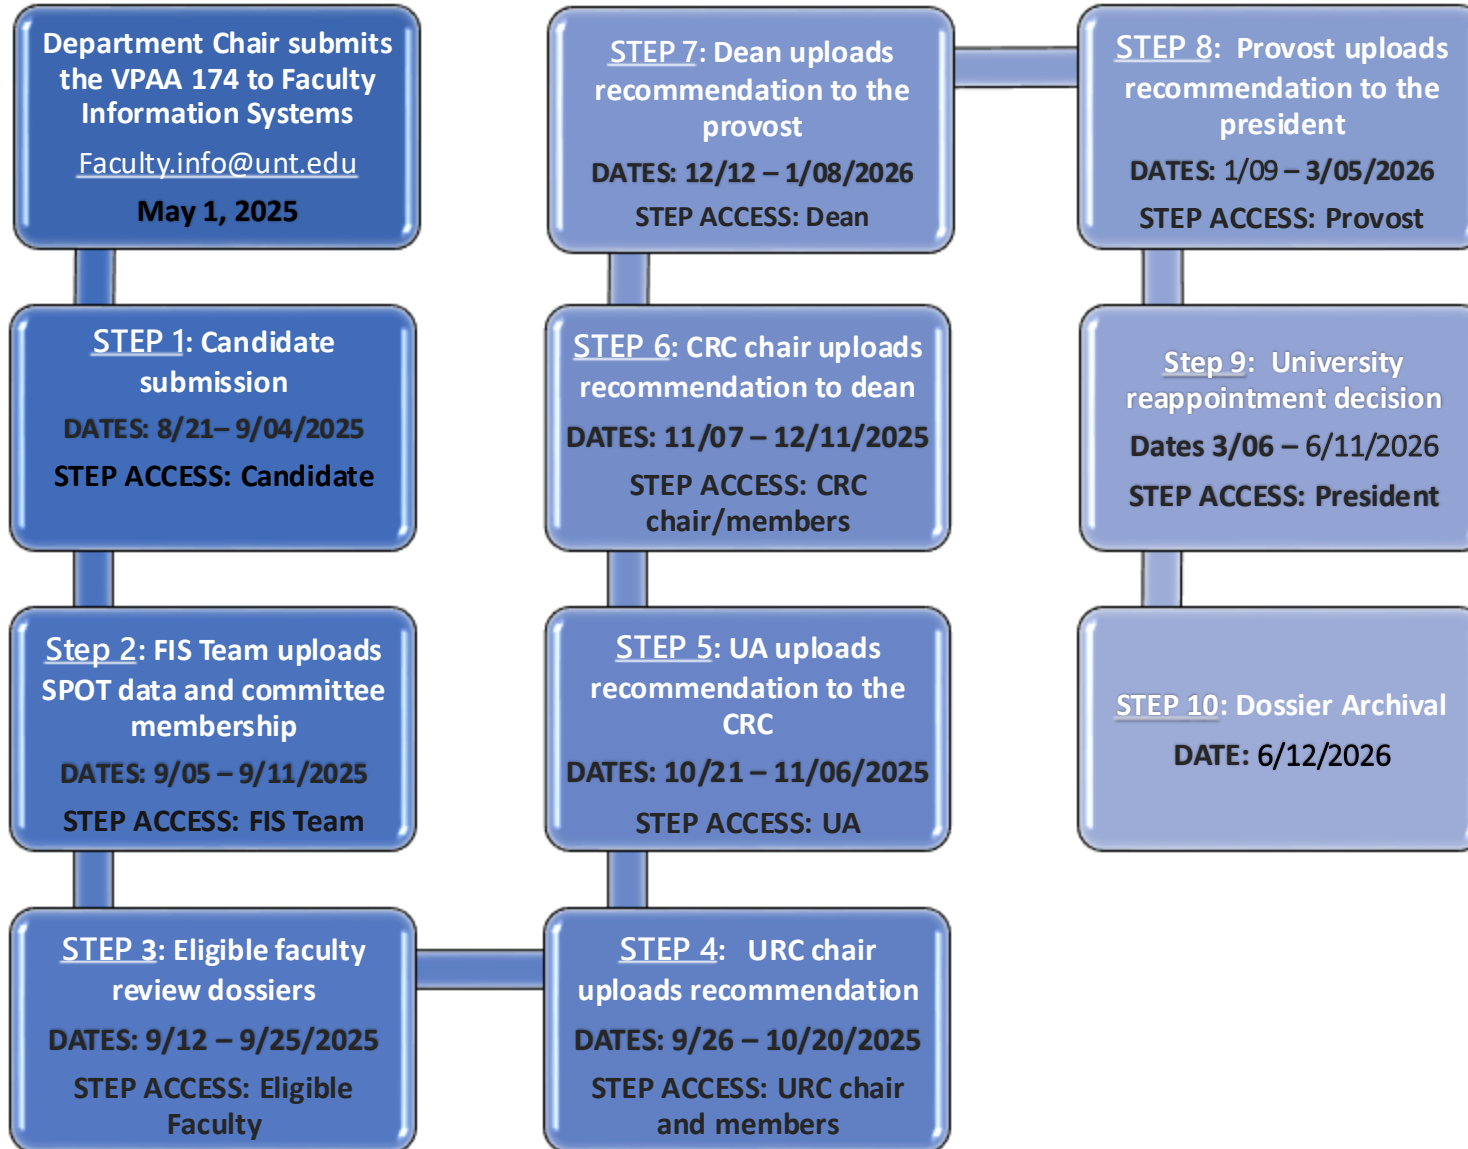 Department Chair submits
the VPAA 174 to Faculty
Information Systems
Faculty.info@unt.edu
May 1, 2025
STEP 1: Candidate
submission
DATES: 8/21– 9/04/2025
STEP ACCESS: Candidate
Step 2: FIS Team uploads
SPOT data and committee
membership
DATES: 9/05 – 9/11/2025
STEP ACCESS: FIS Team
STEP 3: Eligible faculty
review dossiers
DATES: 9/12 – 9/25/2025
STEP ACCESS: Eligible
Faculty
STEP 4:   URC chair
uploads recommendation
DATES: 9/26 – 10/20/2025
STEP ACCESS: URC chair
and members
STEP 5: UA uploads
recommendation to the
CRC
DATES: 10/21 – 11/06/2025
STEP ACCESS: UA
STEP 6: CRC chair uploads
recommendation to dean
DATES: 11/07 – 12/11/2025
STEP ACCESS: CRC
chair/members
STEP 7: Dean uploads
recommendation to the
provost
DATES: 12/12 – 1/08/2026
STEP ACCESS: Dean
STEP 8:  Provost uploads
recommendation to the
president
DATES: 1/09 – 3/05/2026
STEP ACCESS: Provost
Step 9:  University
reappointment decision
Dates 3/06 – 6/11/2026
STEP ACCESS: President
STEP 10: Dossier Archival
DATE: 6/12/2026